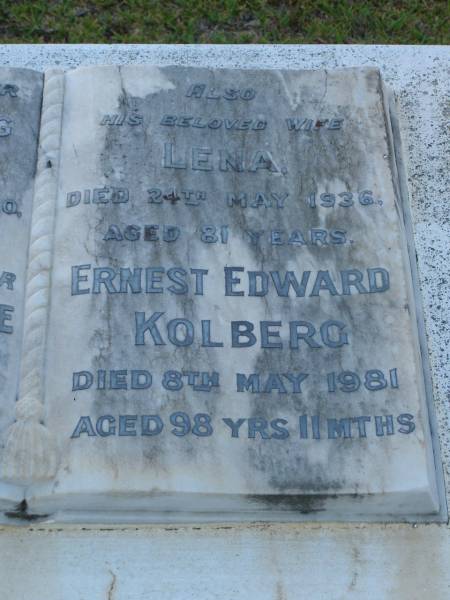 ALSO
HIS BELOVED WIFE
LENA,
DIED 24TH MAY 1936,
AGED 81 YEARS.
ERNEST EDWARD
KOLBERG
DIED 8TH MAY 1981
AGED 98 YRS 11 MTHS